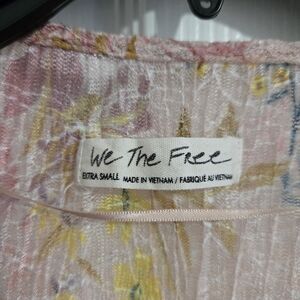 We The Free
EXTRA SMALL MADE IN VIETNAM / FABRIQUÉ AU VIETNAM